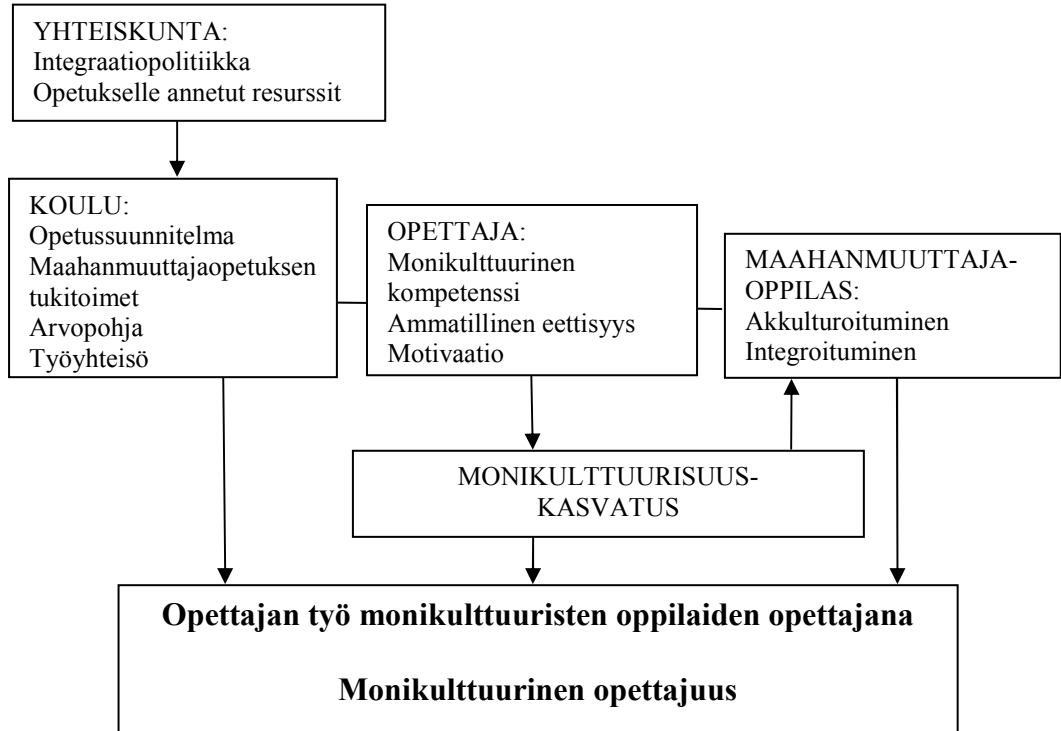 YHTEISKUNTA:
Integraatiopolitiikka
Opetukselle annetut resurssit
KOULU:
Opetussuunnitelma
Maahanmuuttajaopetuksen
tukitoimet
Arvopohja
Työyhteisö
OPETTAJA:
Monikulttuurinen
kompetenssi
Ammatillinen eettisyys
Motivaatio
MAAHANMUUTTAJA-
OPPILAS:
Akkulturoituminen
Integroituminen
MONIKULTTUURISUUS-
KASVATUS
Opettajan työ monikulttuuristen oppilaiden opettajana
Monikulttuurinen opettajuus